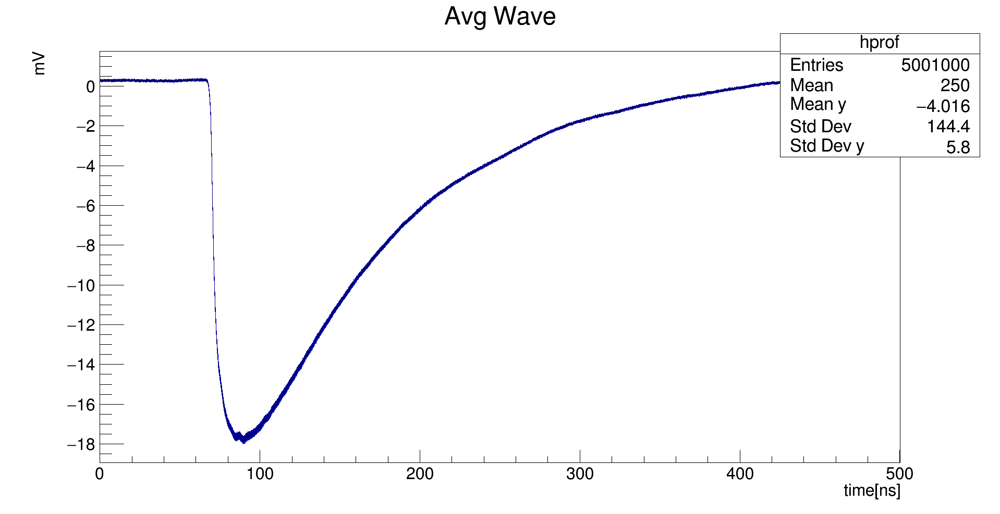 Avg Wave
mV
hprof
Entries 5001000
Mean 250
Mean y −4.016
Std Dev 144.4
Std Dev y 5.8
0
−2
−4
−6
−8
−10
−12
−14
−16
−18
0 100 200 300 400 500
time[ns]